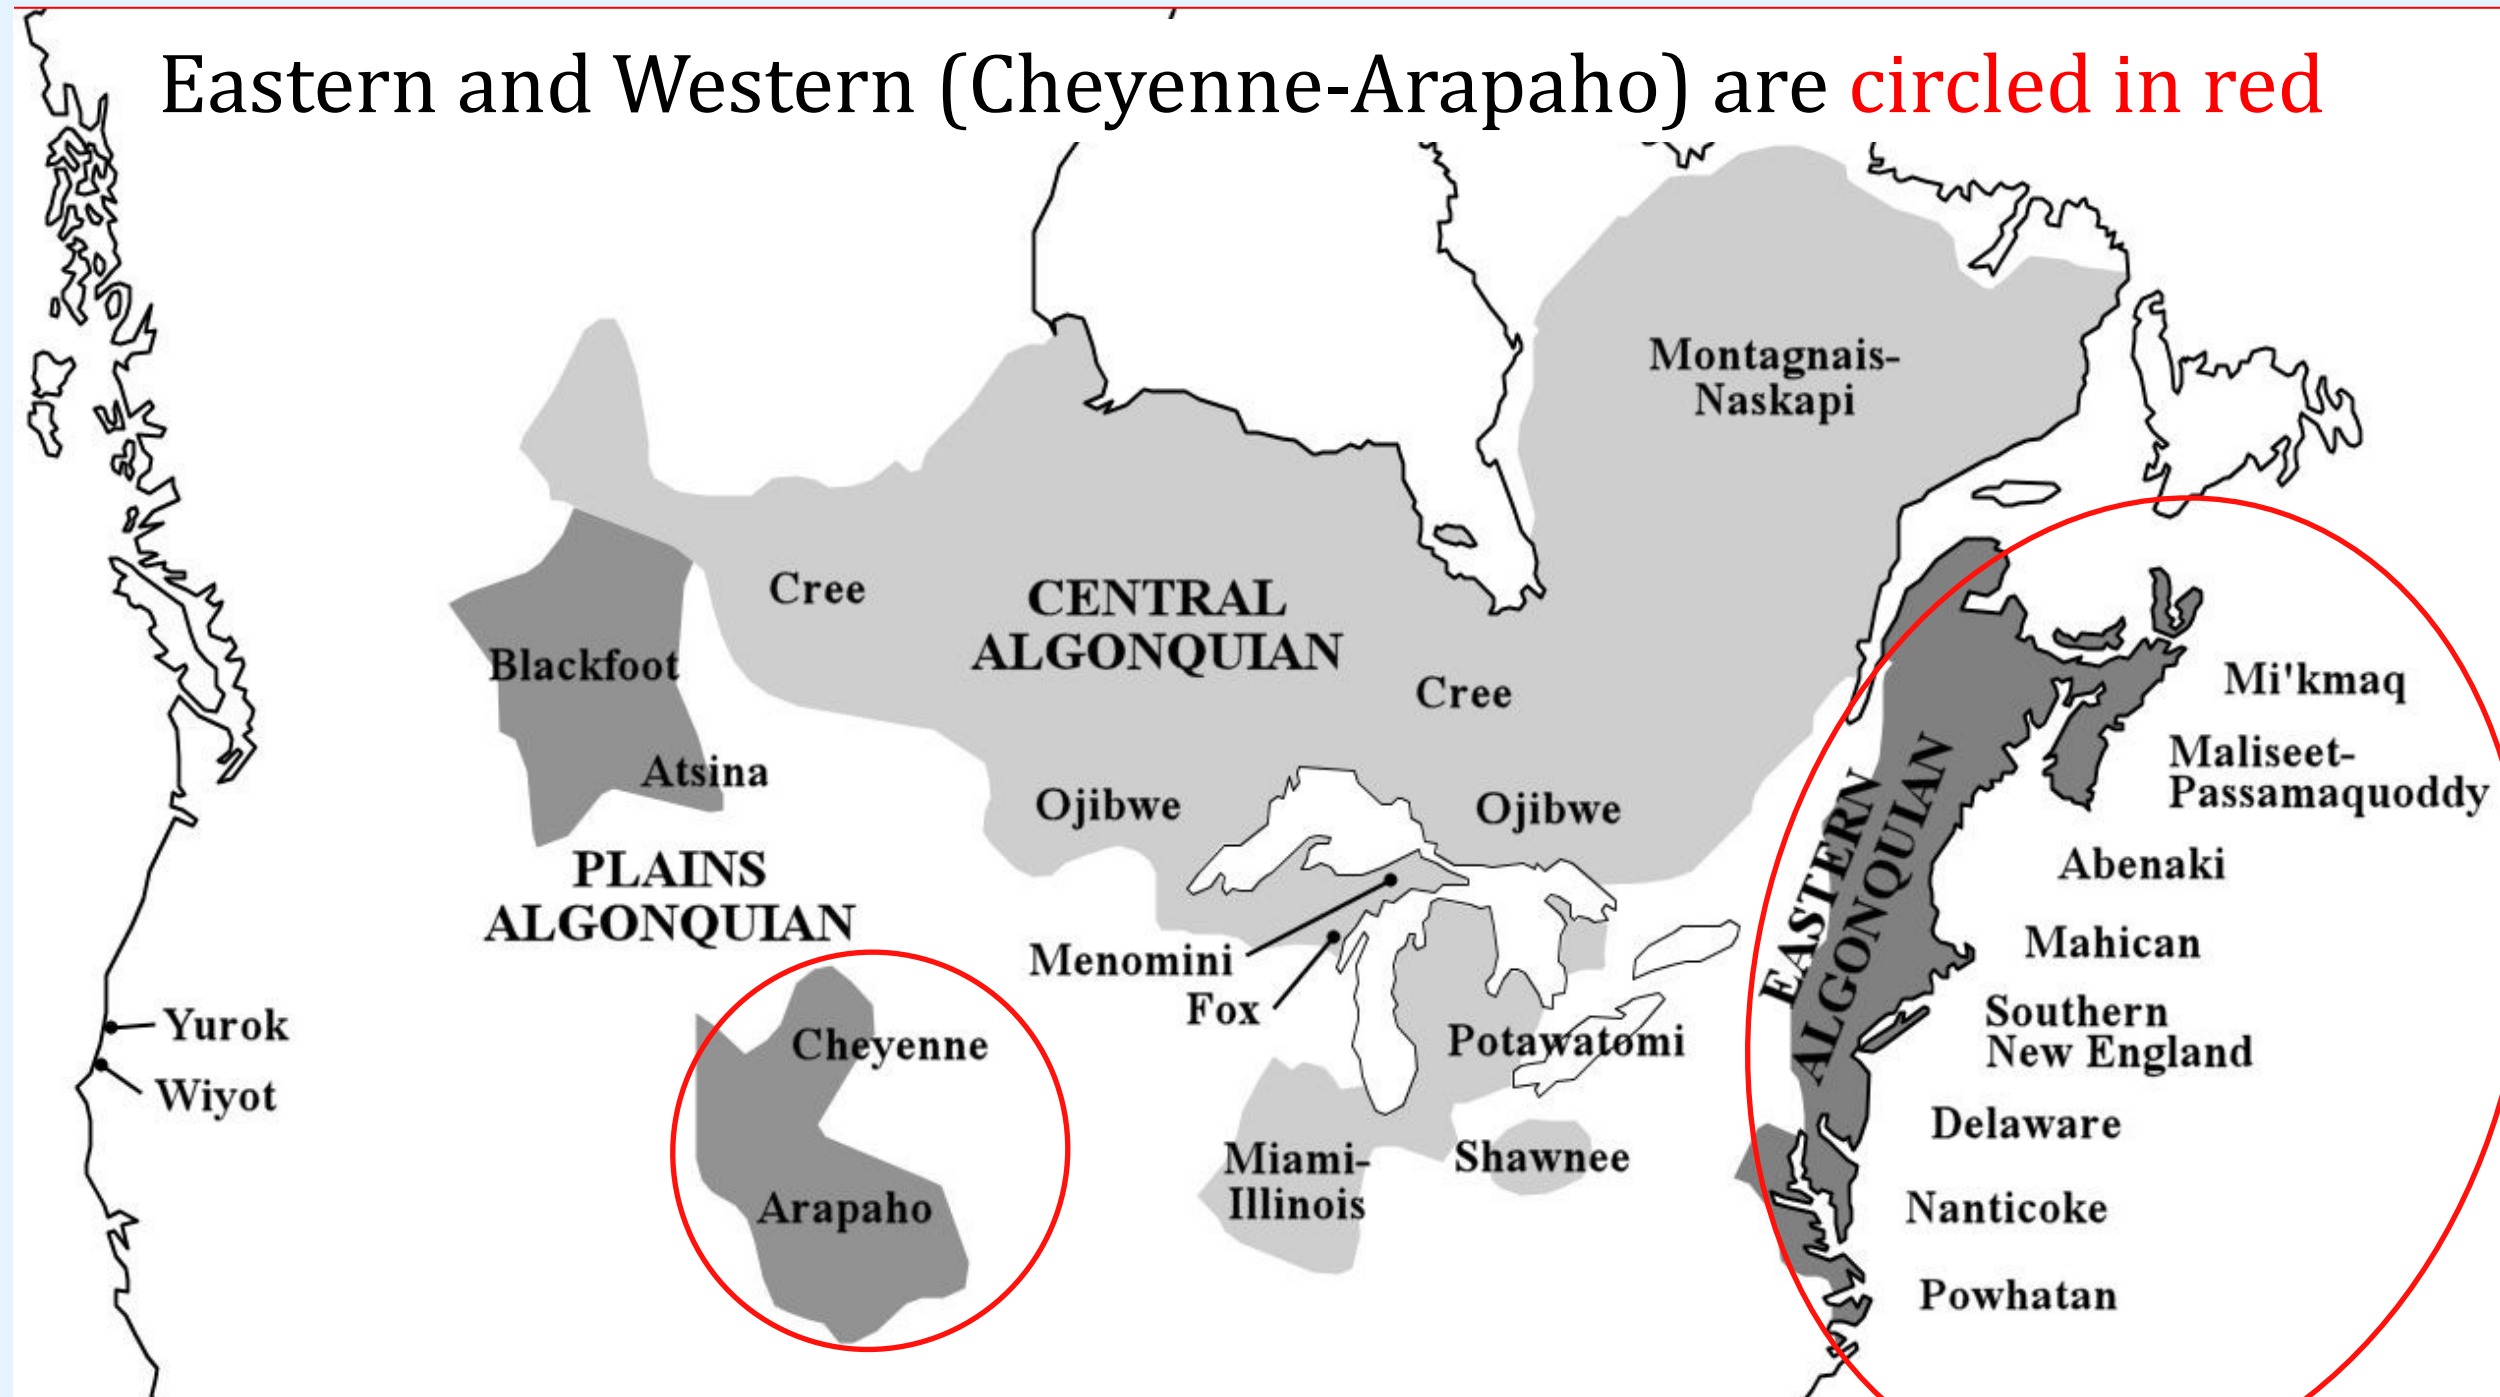 Eastern and Western (Cheyenne-Arapaho) are circled in red
Montagnais-
Naskapi
Cree
CENTRAL
ALGONQUIAN
Cree
Blackfoot
Atsina
Ojibwe
Ojibwe
PLAINS
ALGONQUIAN
Menomini
Fox
Potawatomi
Miami-
Illinois
Shawnee
Yurok
Wiyot
Cheyenne
Arapaho
EASTERN
ALGONQUIAN
Mi'kmaq
Maliseet-
Passamaquoddy
Abenaki
Mahican
Southern
New England
Delaware
Nanticoke
Powhatan